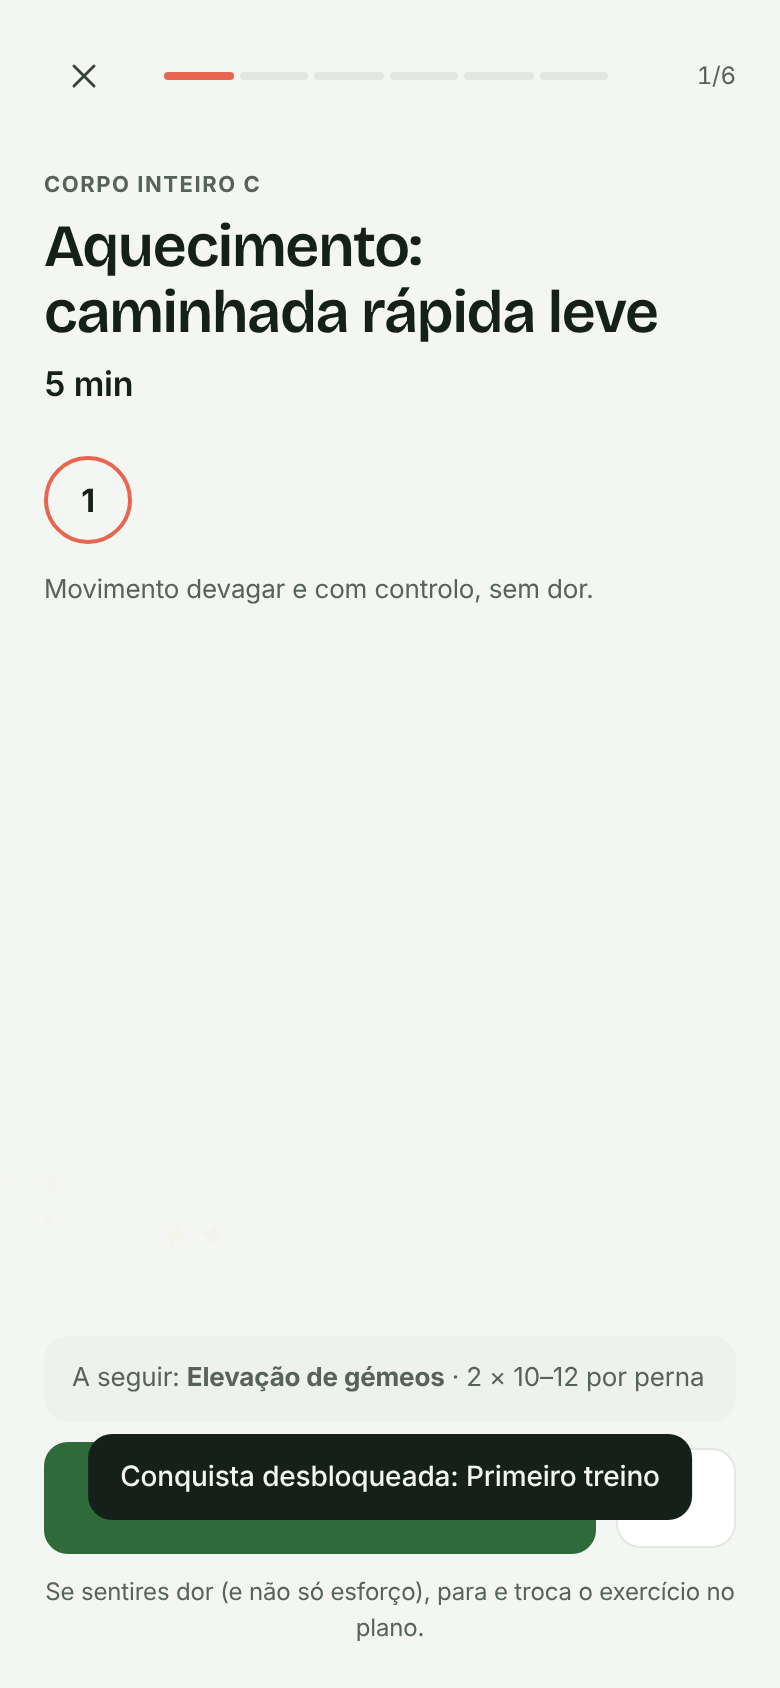 1/6
CORPO INTEIRO C
Aquecimento:
caminhada rápida leve
5 min
1
Movimento devagar e com controlo, sem dor.
A seguir: Elevação de gémeos · 2 × 10–12 por perna
Conquista desbloqueada: Primeiro treino
Se sentires dor (e não só esforço), para e troca o exercício no
plano.